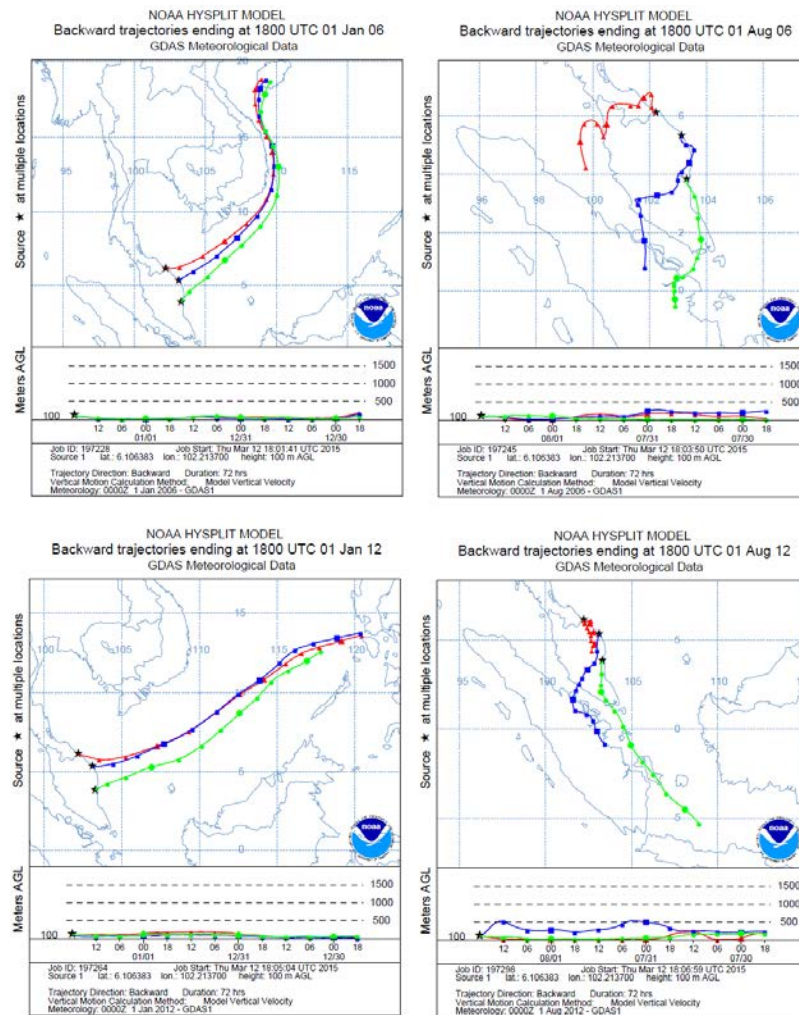 NOAA HYSPLIT MODEL
Backward trajectories ending at 1800 UTC 01 Jan 06
GDAS Meteorological Data
Source ★ at multiple locations
20
15
95
100
105
110
115
10
5
noaa
Meters AGL
1500
1000
500
100
12 06 00 18 12 06 00 18 12 06 00 18
01/01 12/31 12/30
Job ID: 197228 Job Start: Thu Mar 12 18:01:41 UTC 2015
Source 1 lat.: 6.106383 lon.: 102.213700 height: 100 m AGL
Trajectory Direction: Backward Duration: 72 hrs
Vertical Motion Calculation Method: Model Vertical Velocity
Meteorology: 0000Z 1 Jan 2006 - GDAS1
NOAA HYSPLIT MODEL
Backward trajectories ending at 1800 UTC 01 Aug 06
GDAS Meteorological Data
Source ★ at multiple locations
6
96
98
100
102
104
106
2
0
noaa
Meters AGL
1500
1000
500
100
12 06 00 18 12 06 00 18 12 06 00 18
08/01 07/31 07/30
Job ID: 197245 Job Start: Thu Mar 12 18:03:50 UTC 2015
Source 1 lat.: 6.106383 lon.: 102.213700 height: 100 m AGL
Trajectory Direction: Backward Duration: 72 hrs
Vertical Motion Calculation Method: Model Vertical Velocity
Meteorology: 0000Z 1 Aug 2006 - GDAS1
NOAA HYSPLIT MODEL
Backward trajectories ending at 1800 UTC 01 Jan 12
GDAS Meteorological Data
Source ★ at multiple locations
15
100
105
110
115
120
5
0
noaa
Meters AGL
1500
1000
500
100
12 06 00 18 12 06 00 18 12 06 00 18
01/01 12/31 12/30
Job ID: 197264 Job Start: Thu Mar 12 18:05:04 UTC 2015
Source 1 lat.: 6.106383 lon.: 102.213700 height: 100 m AGL
Trajectory Direction: Backward Duration: 72 hrs
Vertical Motion Calculation Method: Model Vertical Velocity
Meteorology: 0000Z 1 Jan 2012 - GDAS1
NOAA HYSPLIT MODEL
Backward trajectories ending at 1800 UTC 01 Aug 12
GDAS Meteorological Data
Source ★ at multiple locations
5
95
100
105
110
0
5
noaa
Meters AGL
1500
1000
500
100
12 06 00 18 12 06 00 18 12 06 00 18
08/01 07/31 07/30
Job ID: 197298 Job Start: Thu Mar 12 18:06:59 UTC 2015
Source 1 lat.: 6.106383 lon.: 102.213700 height: 100 m AGL
Trajectory Direction: Backward Duration: 72 hrs
Vertical Motion Calculation Method: Model Vertical Velocity
Meteorology: 0000Z 1 Aug 2012 - GDAS1